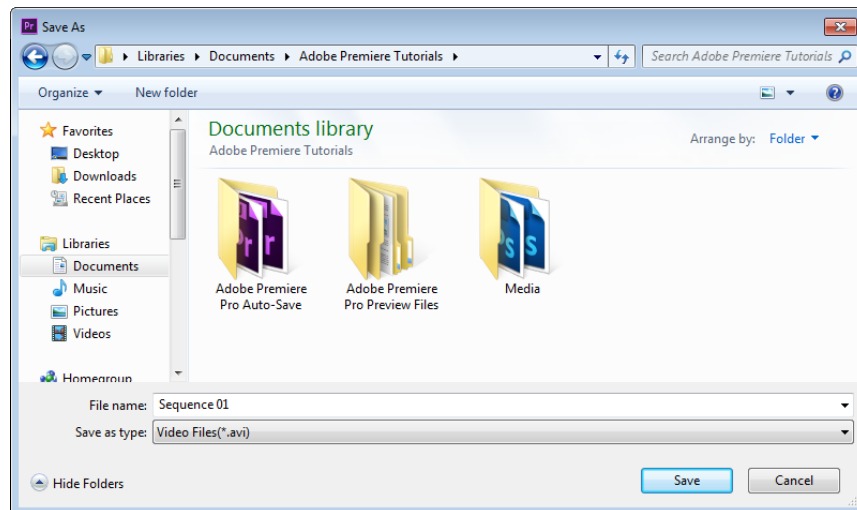 Pr Save As
Libraries Documents Adobe Premiere Tutorials
Search Adobe Premiere Tutorials
Organize New folder
Favorites
Desktop
Downloads
Recent Places
Libraries
Documents
Music
Pictures
Videos
Homegroup
Documents library
Adobe Premiere Tutorials
Arrange by: Folder
Adobe Premiere
Pro Auto-Save
Adobe Premiere
Pro Preview Files
Media
File name: Sequence 01
Save as type: Video Files(*.avi)
Hide Folders
Save Cancel